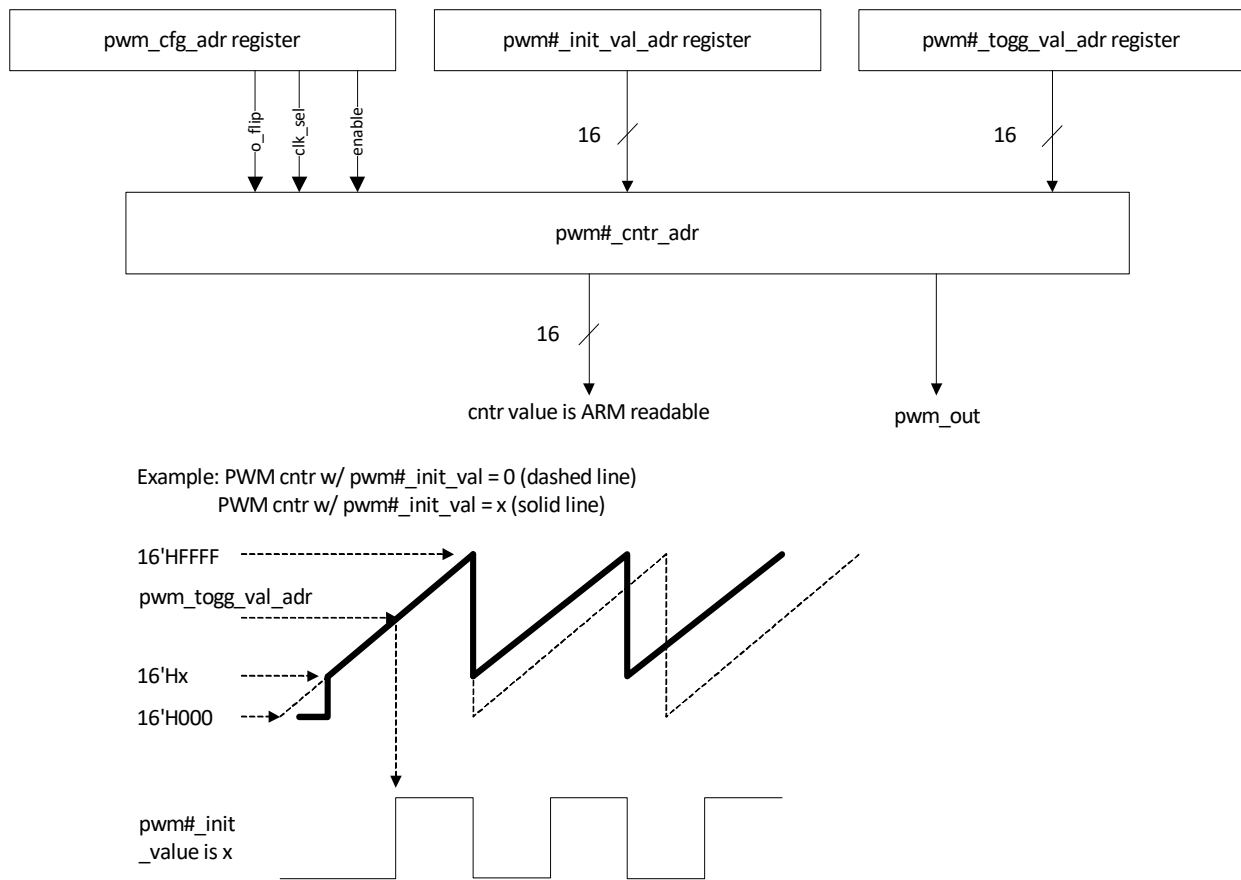 pwm_cfg_adr register
pwm#_init_val_adr register
pwm#_togg_val_adr register
o_flip
clk_sel
enable
16
16
pwm#_cntr_adr
16
cntr value is ARM readable
pwm_out
Example: PWM cntr w/ pwm#_init_val = 0 (dashed line)
PWM cntr w/ pwm#_init_val = x (solid line)
16'HFFFF
pwm_togg_val_adr
16'Hx
16'H000
pwm#_init
_value is x